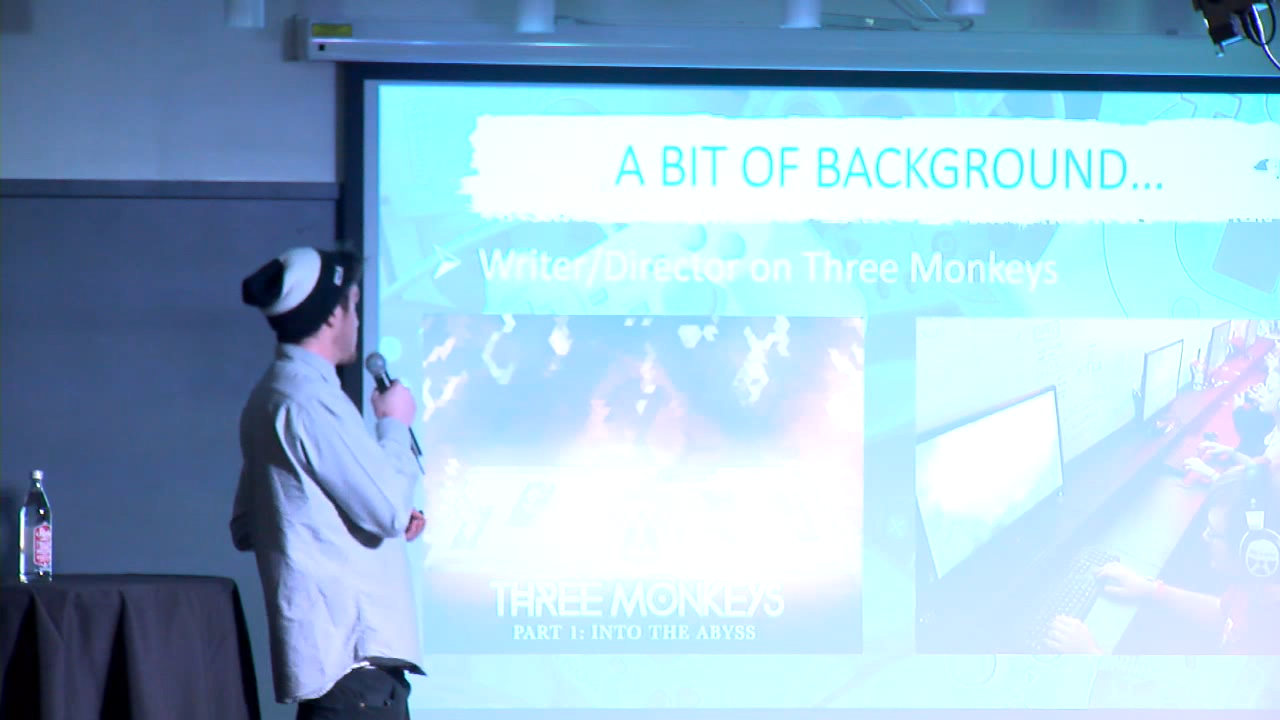 A BIT OF BACKGROUND...
Writer/Director on Three Monkeys
THREE MONKEYS
PART 1: INTO THE ABYSS